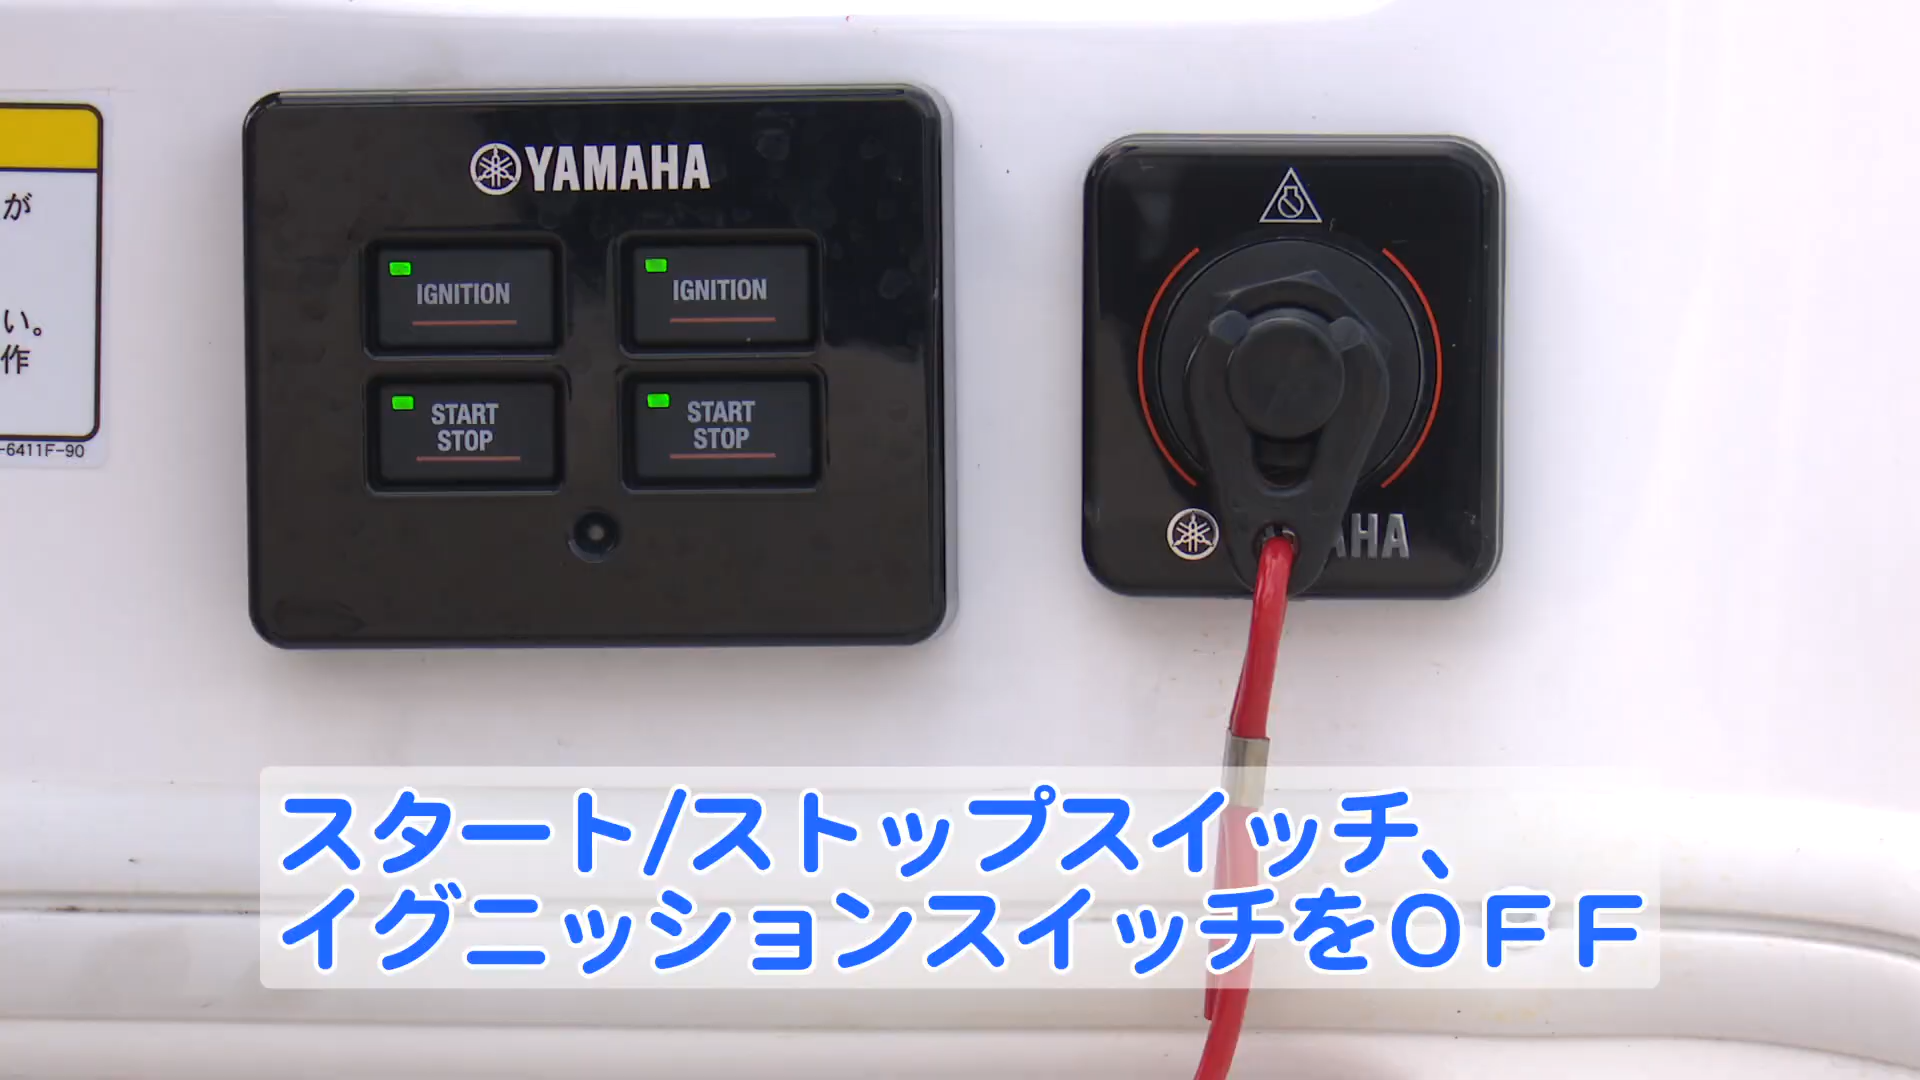 が
い。
作
-6411F-90
YAMAHA
IGNITION
IGNITION
START
STOP
START
STOP
AHA
スタート/ストップスイッチ、
イグニッションスイッチをOFF